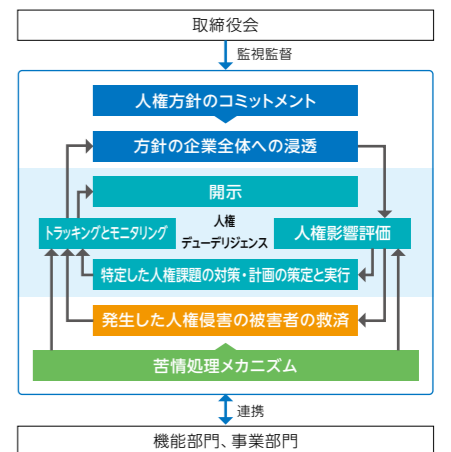 取締役会
監視監督
人権方針のコミットメント
方針の企業全体への浸透
開示
トラッキングとモニタリング
人権
デューデリジェンス
人権影響評価
特定した人権課題の対策・計画の策定と実行
発生した人権侵害の被害者の救済
苦情処理メカニズム
連携
機能部門、事業部門